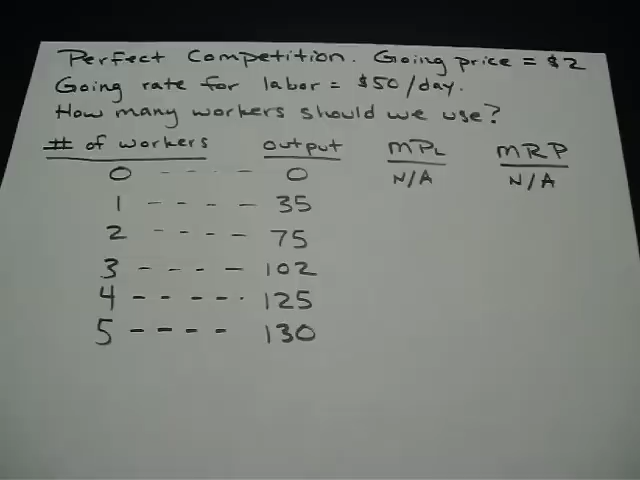 Perfect Competition. Going price = $2
Going rate for labor = $50/day.
How many workers should we use?
# of workers output MPL MRP
0 - - - - 0 N/A N/A
1 - - - - 35
2 - - - - 75
3 - - - - 102
4 - - - - - 125
5 - - - - 130